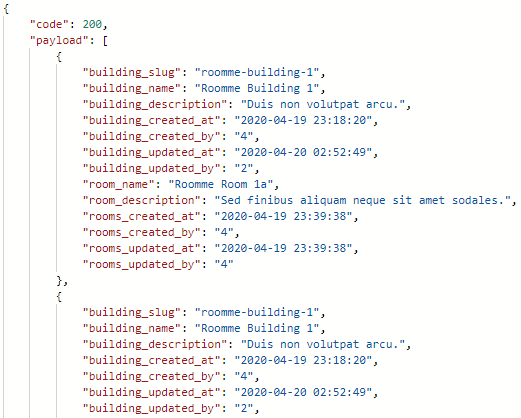 {
"code": 200,
"payload": [
{
"building_slug": "roomme-building-1",
"building_name": "Roomme Building 1",
"building_description": "Duis non volutpat arcu.",
"building_created_at": "2020-04-19 23:18:20",
"building_created_by": "4",
"building_updated_at": "2020-04-20 02:52:49",
"building_updated_by": "2",
"room_name": "Roomme Room 1a",
"room_description": "Sed finibus aliquam neque sit amet sodales.",
"rooms_created_at": "2020-04-19 23:39:38",
"rooms_created_by": "4",
"rooms_updated_at": "2020-04-19 23:39:38",
"rooms_updated_by": "4"
},
{
"building_slug": "roomme-building-1",
"building_name": "Roomme Building 1",
"building_description": "Duis non volutpat arcu.",
"building_created_at": "2020-04-19 23:18:20",
"building_created_by": "4",
"building_updated_at": "2020-04-20 02:52:49",
"building_updated_by": "2",